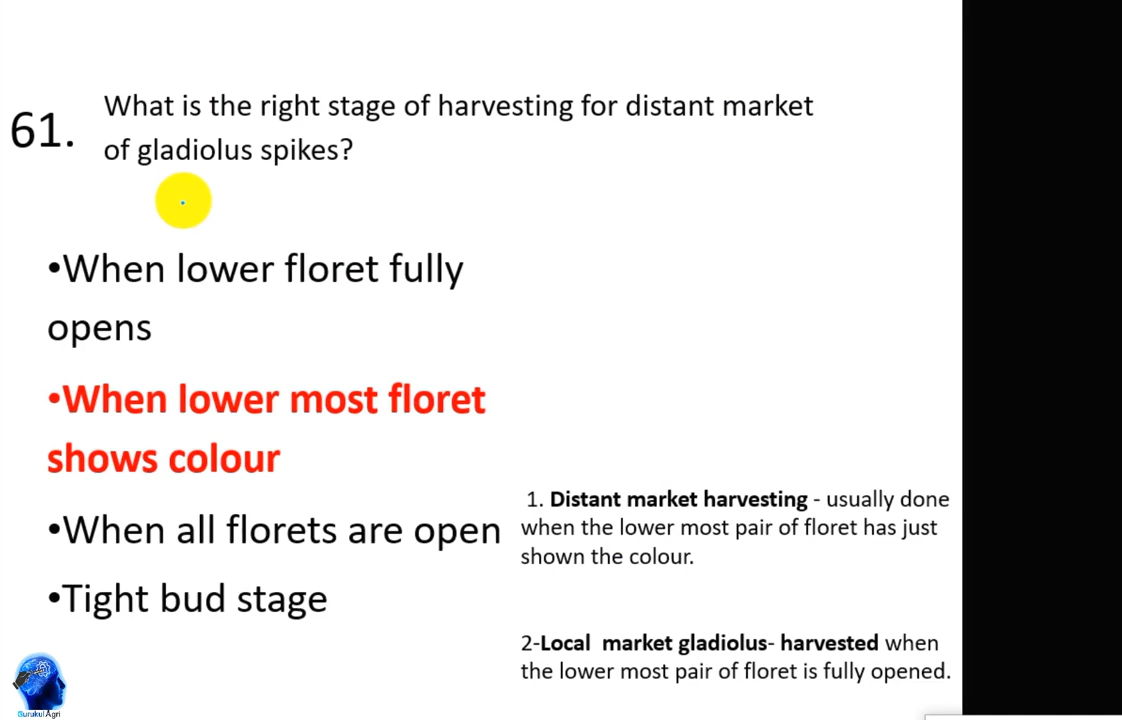 61.
What is the right stage of harvesting for distant market
of gladiolus spikes?
•When lower floret fully
opens
•When lower most floret
shows colour
•When all florets are open
•Tight bud stage
1. Distant market harvesting - usually done
when the lower most pair of floret has just
shown the colour.
2-Local market gladiolus- harvested when
the lower most pair of floret is fully opened.
Gurukul Agri